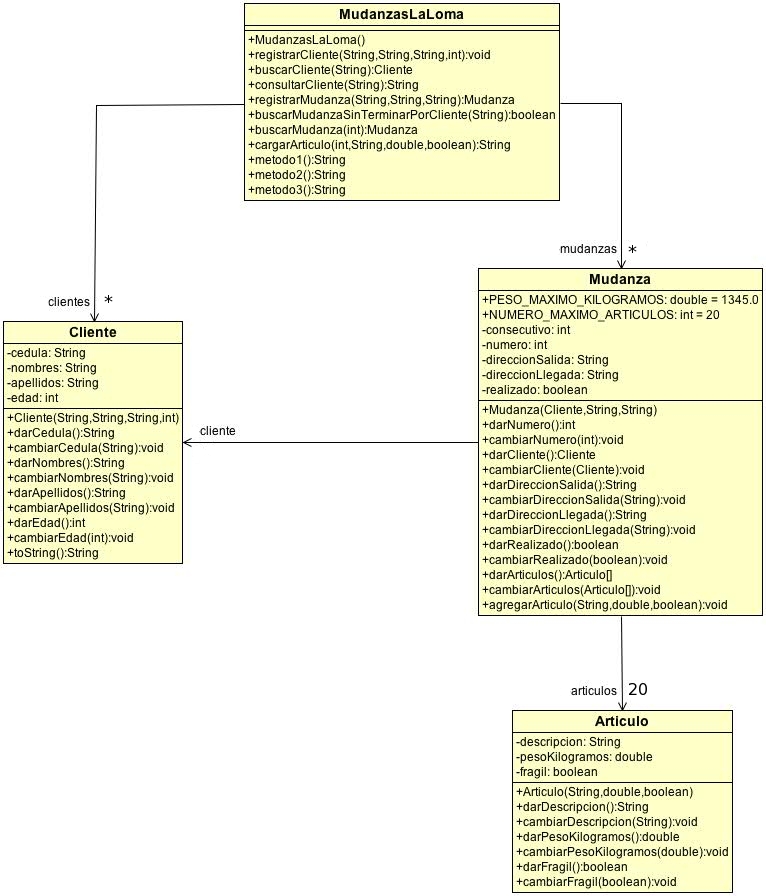 MudanzasLaLoma
+MudanzasLaLoma()
+registrarCliente(String,String,String,int):void
+buscarCliente(String):Cliente
+consultarCliente(String):String
+registrarMudanza(String,String,String):Mudanza
+buscarMudanzaSinTerminarPorCliente(String):boolean
+buscarMudanza(int):Mudanza
+cargarArticulo(int,String,double,boolean):String
+metodo1():String
+metodo2():String
+metodo3():String
clientes *
mudanzas *
Cliente
-cedula: String
-nombres: String
-apellidos: String
-edad: int
+Cliente(String,String,String,int)
+darCedula():String
+cambiarCedula(String):void
+darNombres():String
+cambiarNombres(String):void
+darApellidos():String
+cambiarApellidos(String):void
+darEdad():int
+cambiarEdad(int):void
+toString():String
cliente
Mudanza
+PESO_MAXIMO_KILOGRAMOS: double = 1345.0
+NUMERO_MAXIMO_ARTICULOS: int = 20
-consecutivo: int
-numero: int
-direccionSalida: String
-direccionLlegada: String
-realizado: boolean
+Mudanza(Cliente,String,String)
+darNumero():int
+cambiarNumero(int):void
+darCliente():Cliente
+cambiarCliente(Cliente):void
+darDireccionSalida():String
+cambiarDireccionSalida(String):void
+darDireccionLlegada():String
+cambiarDireccionLlegada(String):void
+darRealizado():boolean
+cambiarRealizado(boolean):void
+darArticulos():Articulo[]
+cambiarArticulos(Articulo[]):void
+agregarArticulo(String,double,boolean):void
articulos 20
Articulo
-descripcion: String
-pesoKilogramos: double
-fragil: boolean
+Articulo(String,double,boolean)
+darDescripcion():String
+cambiarDescripcion(String):void
+darPesoKilogramos():double
+cambiarPesoKilogramos(double):void
+darFragil():boolean
+cambiarFragil(boolean):void